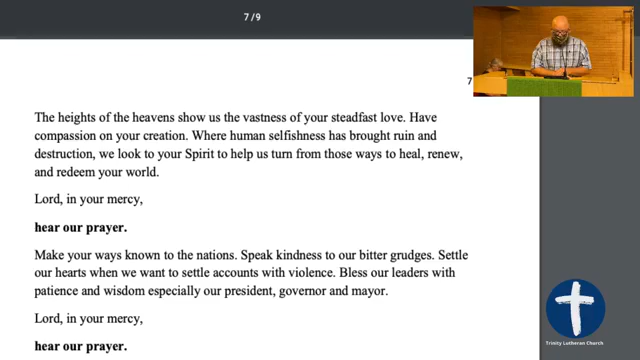 7/9
7
The heights of the heavens show us the vastness of your steadfast love. Have
compassion on your creation. Where human selfishness has brought ruin and
destruction, we look to your Spirit to help us turn from those ways to heal, renew,
and redeem your world.
Lord, in your mercy,
hear our prayer.
Make your ways known to the nations. Speak kindness to our bitter grudges. Settle
our hearts when we want to settle accounts with violence. Bless our leaders with
patience and wisdom especially our president, governor and mayor.
Lord, in your mercy,
hear our prayer.
Trinity Lutheran Church